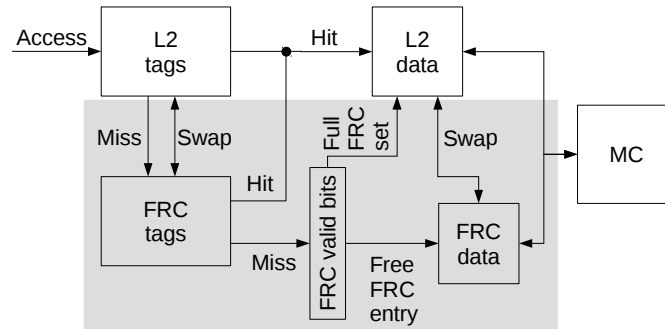 Access
L2
tags
Hit
L2
data
Miss
Swap
Full
FRC
set
Swap
MC
FRC
tags
Hit
Miss
FRC valid bits
Free
FRC
entry
FRC
data